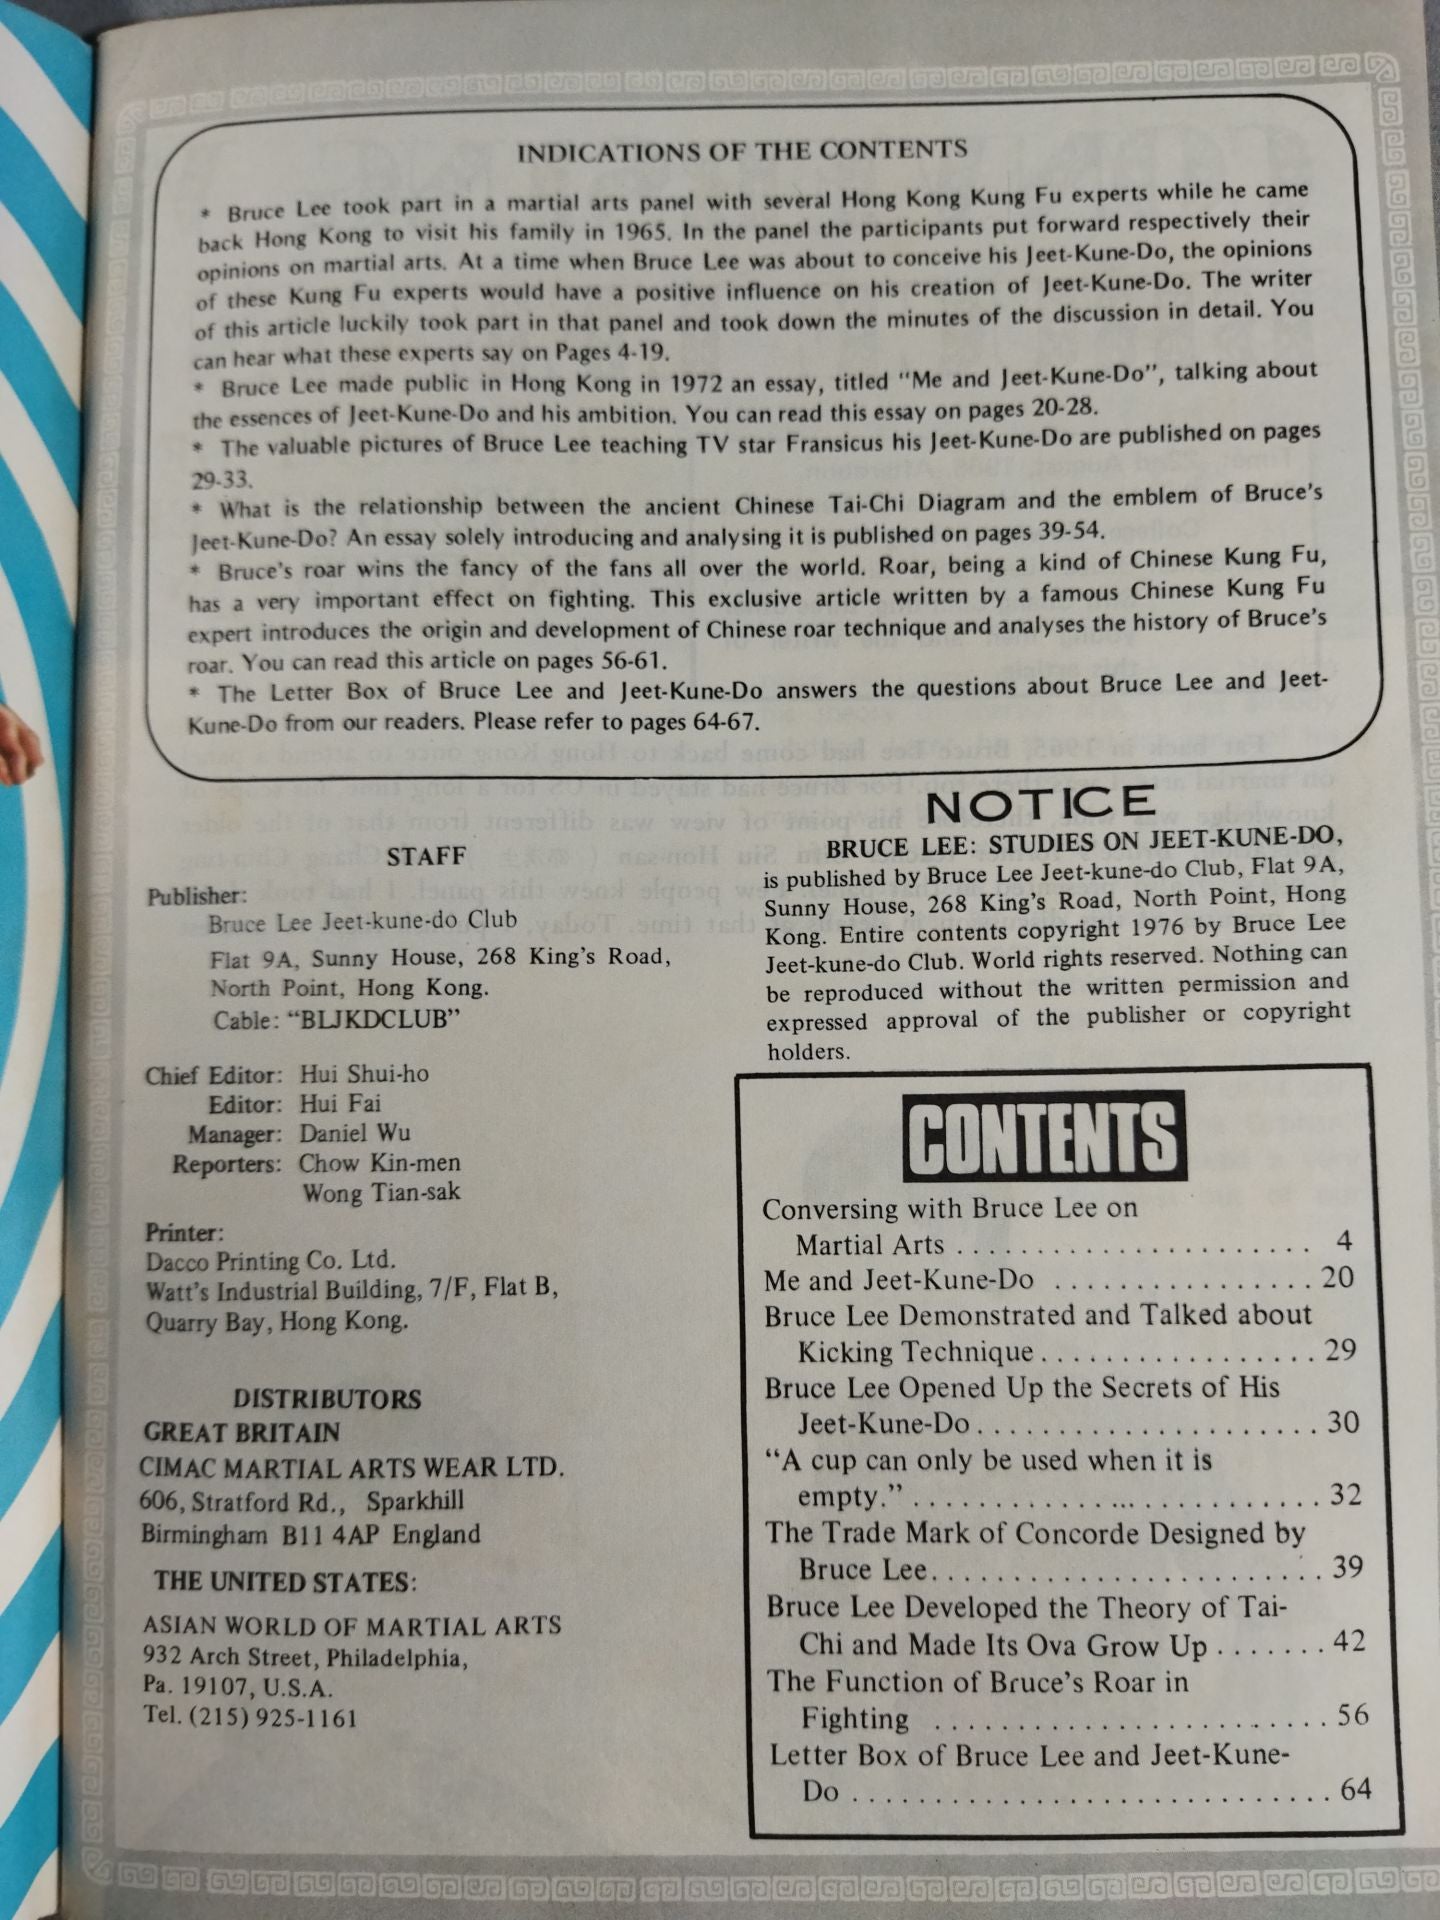 INDICATIONS OF THE CONTENTS
* Bruce Lee took part in a martial arts panel with several Hong Kong Kung Fu experts while he came
back Hong Kong to visit his family in 1965. In the panel the participants put forward respectively their
opinions on martial arts. At a time when Bruce Lee was about to conceive his Jeet-Kune-Do, the opinions
of these Kung Fu experts would have a positive influence on his creation of Jeet-Kune-Do. The writer
of this article luckily took part in that panel and took down the minutes of the discussion in detail. You
can hear what these experts say on Pages 4-19.
* Bruce Lee made public in Hong Kong in 1972 an essay, titled “Me and Jeet-Kune-Do”, talking about
the essences of Jeet-Kune-Do and his ambition. You can read this essay on pages 20-28.
* The valuable pictures of Bruce Lee teaching TV star Fransicus his Jeet-Kune-Do are published on pages
29-33.
* What is the relationship between the ancient Chinese Tai-Chi Diagram and the emblem of Bruce's
Jeet-Kune-Do? An essay solely introducing and analysing it is published on pages 39-54.
* Bruce's roar wins the fancy of the fans all over the world. Roar, being a kind of Chinese Kung Fu,
has a very important effect on fighting. This exclusive article written by a famous Chinese Kung Fu
expert introduces the origin and development of Chinese roar technique and analyses the history of Bruce's
roar. You can read this article on pages 56-61.
* The Letter Box of Bruce Lee and Jeet-Kune-Do answers the questions about Bruce Lee and Jeet-
Kune-Do from our readers. Please refer to pages 64-67.
STAFF
Publisher:
Bruce Lee Jeet-kune-do Club
Flat 9A, Sunny House, 268 King's Road,
North Point, Hong Kong.
Cable: “BLJKDCLUB”
Chief Editor: Hui Shui-ho
Editor: Hui Fai
Manager: Daniel Wu
Reporters: Chow Kin-men
Wong Tian-sak
Printer:
Dacco Printing Co. Ltd.
Watt's Industrial Building, 7/F, Flat B,
Quarry Bay, Hong Kong.
DISTRIBUTORS
GREAT BRITAIN
CIMAC MARTIAL ARTS WEAR LTD.
606, Stratford Rd., Sparkhill
Birmingham B11 4AP England
THE UNITED STATES:
ASIAN WORLD OF MARTIAL ARTS
932 Arch Street, Philadelphia,
Pa. 19107, U.S.A.
Tel. (215) 925-1161
NOTICE
BRUCE LEE: STUDIES ON JEET-KUNE-DO,
is published by Bruce Lee Jeet-kune-do Club, Flat 9A,
Sunny House, 268 King's Road, North Point, Hong
Kong. Entire contents copyright 1976 by Bruce Lee
Jeet-kune-do Club. World rights reserved. Nothing can
be reproduced without the written permission and
expressed approval of the publisher or copyright
holders.
CONTENTS
Conversing with Bruce Lee on
Martial Arts ...................... 4
Me and Jeet-Kune-Do ................ 20
Bruce Lee Demonstrated and Talked about
Kicking Technique................. 29
Bruce Lee Opened Up the Secrets of His
Jeet-Kune-Do..................... 30
“A cup can only be used when it is
empty.”......................... 32
The Trade Mark of Concorde Designed by
Bruce Lee........................ 39
Bruce Lee Developed the Theory of Tai-
Chi and Made Its Ova Grow Up ....... 42
The Function of Bruce's Roar in
Fighting ........................ 56
Letter Box of Bruce Lee and Jeet-Kune-
Do ............................. 64